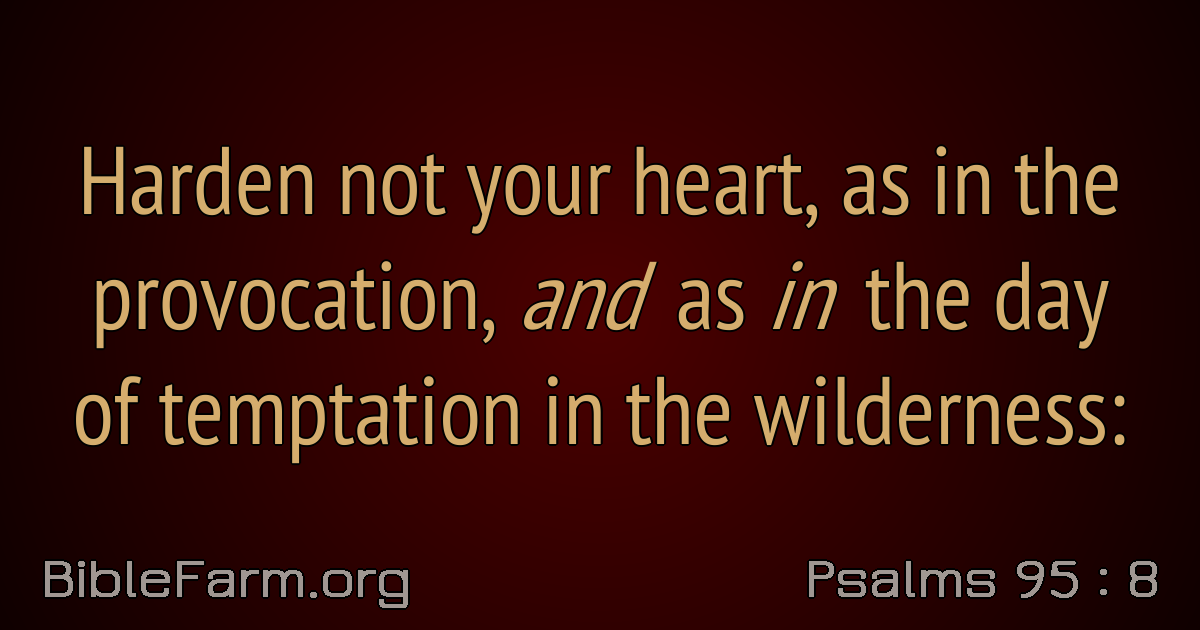 Harden not your heart, as in the
provocation, and as in the day
of temptation in the wilderness:
BibleFarm.org
Psalms 95 : 8